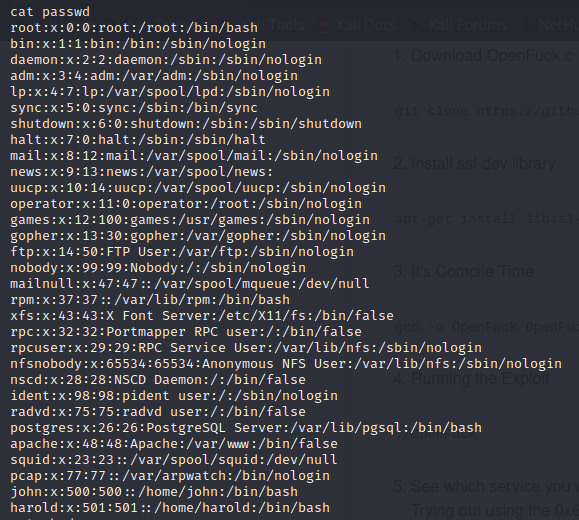 cat passwd
root:x:0:0:root:/root:/bin/bash
bin:x:1:1:bin:/bin:/sbin/nologin
daemon:x:2:2:daemon:/sbin:/sbin/nologin
adm:x:3:4:adm:/var/adm:/sbin/nologin
lp:x:4:7:lp:/var/spool/lpd:/sbin/nologin
sync:x:5:0:sync:/sbin:/bin/sync
shutdown:x:6:0:shutdown:/sbin:/sbin/shutdown
halt:x:7:0:halt:/sbin:/sbin/halt
mail:x:8:12:mail:/var/spool/mail:/sbin/nologin
news:x:9:13:news:/var/spool/news:
uucp:x:10:14:uucp:/var/spool/uucp:/sbin/nologin
operator:x:11:0:operator:/root:/sbin/nologin
games:x:12:100:games:/usr/games:/sbin/nologin
gopher:x:13:30:gopher:/var/gopher:/sbin/nologin
ftp:x:14:50:FTP User:/var/ftp:/sbin/nologin
nobody:x:99:99:Nobody:/:/sbin/nologin
mailnull:x:47:47::/var/spool/mqueue:/dev/null
rpm:x:37:37::/var/lib/rpm:/bin/bash
xfs:x:43:43:X Font Server:/etc/X11/fs:/bin/false
rpc:x:32:32:Portmapper RPC user:/:/bin/false
rpcuser:x:29:29:RPC Service User:/var/lib/nfs:/sbin/nologin
nfsnobody:x:65534:65534:Anonymous NFS User:/var/lib/nfs:/sbin/nologin
nscd:x:28:28:NSCD Daemon:/:/bin/false
ident:x:98:98:pident user:/:/sbin/nologin
radvd:x:75:75:radvd user:/:/bin/false
postgres:x:26:26:PostgreSQL Server:/var/lib/pgsql:/bin/bash
apache:x:48:48:Apache:/var/www:/bin/false
squid:x:23:23::/var/spool/squid:/dev/null
pcap:x:77:77::/var/arpwatch:/bin/nologin
john:x:500:500::/home/john:/bin/bash
harold:x:501:501::/home/harold:/bin/bash
Tools
Kali Docs
Kali Forums
NetHu
1. Download OpenFuck.c
git clone https://githe
2. Install ssl-dev library
apt-get install libssl-
3. It's Compile Time
gcc -o OpenFuck OpenFu
4. Running the Exploit
5. See which service you
Trying out using the